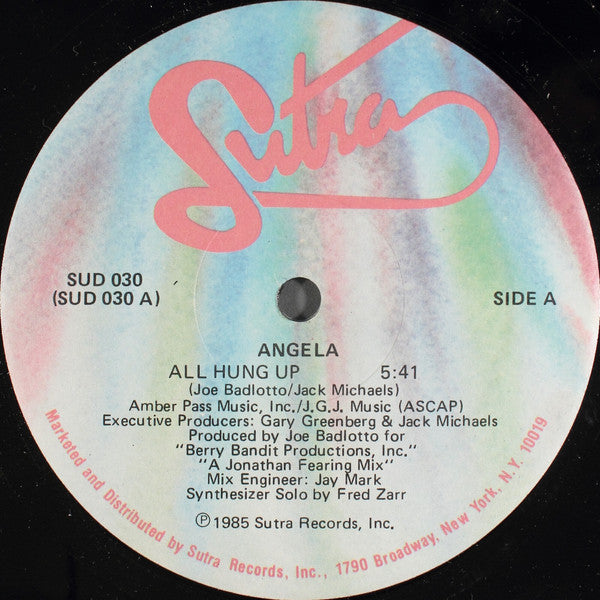 Sutra
SUD 030
(SUD 030 A)
SIDE A
ANGELA
ALL HUNG UP 5:41
(Joe Badlotto/Jack Michaels)
Amber Pass Music, Inc./J.G.J. Music (ASCAP)
Executive Producers: Gary Greenberg & Jack Michaels
Produced by Joe Badlotto for
"Berry Bandit Productions, Inc."
"A Jonathan Fearing Mix"
Mix Engineer: Jay Mark
Synthesizer Solo by Fred Zarr
Ⓟ 1985 Sutra Records, Inc.
Marketed and Distributed by Sutra Records, Inc., 1790 Broadway, New York, N.Y. 10019